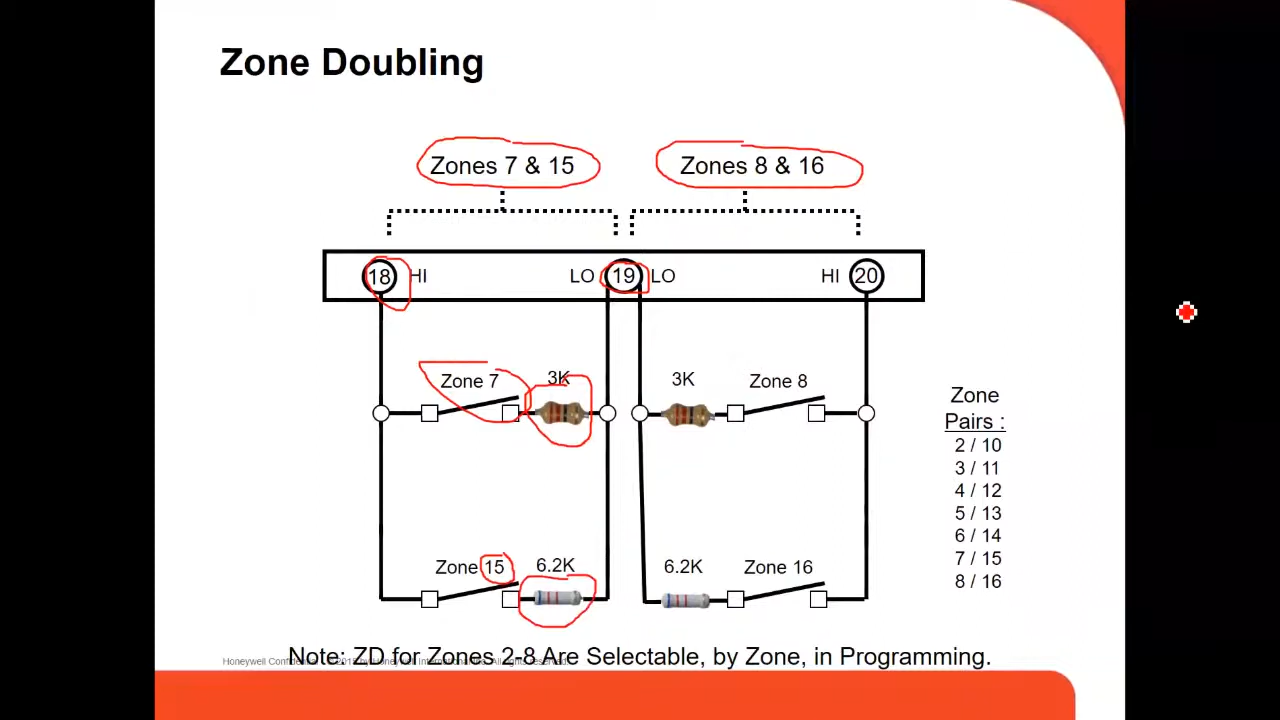 Zone Doubling
Zones 7 & 15
Zones 8 & 16
18 HI LO 19 LO HI 20
Zone 7 3K 3K Zone 8
Zone 15 6.2K 6.2K Zone 16
Zone
Pairs :
2 / 10
3 / 11
4 / 12
5 / 13
6 / 14
7 / 15
8 / 16
Note: ZD for Zones 2-8 Are Selectable, by Zone, in Programming.
Honeywell